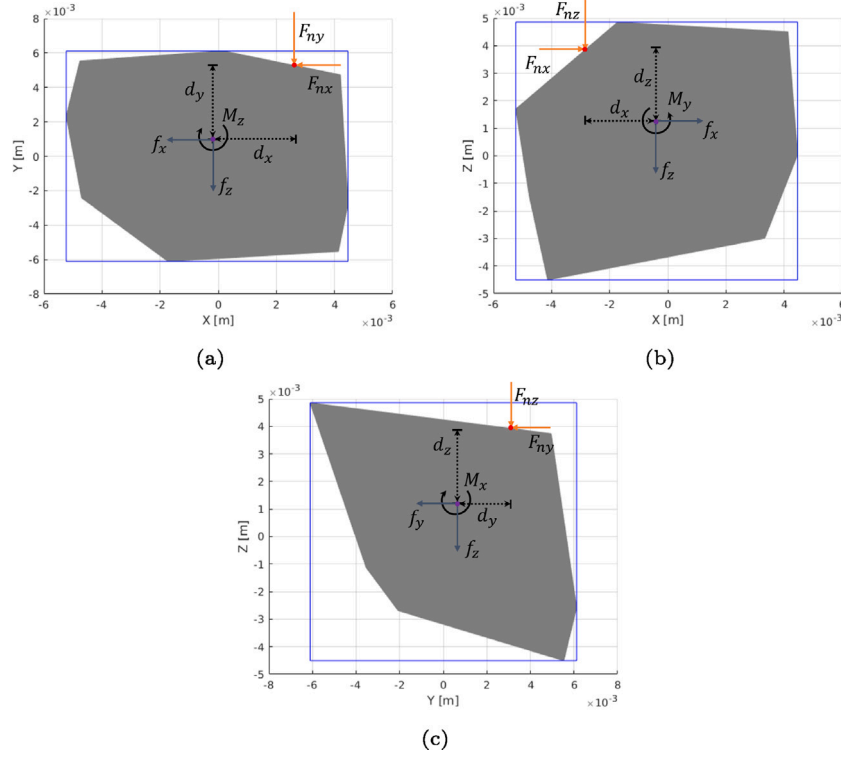 ×10⁻³
8
6
4
2
0
-2
-4
-6
-8
Y [m]
F_ny
F_nx
d_y
M_z
f_x
d_x
f_z
-6
-4
-2
0
2
4
6
X [m]
×10⁻³
(a)
×10⁻³
5
4
3
2
1
0
-1
-2
-3
-4
-5
Z [m]
F_nz
F_nx
d_z
d_x
M_y
f_x
f_z
-6
-4
-2
0
2
4
6
X [m]
×10⁻³
(b)
×10⁻³
5
4
3
2
1
0
-1
-2
-3
-4
-5
Z [m]
F_nz
F_ny
d_z
M_x
f_y
d_y
f_z
-8
-6
-4
-2
0
2
4
6
8
Y [m]
×10⁻³
(c)